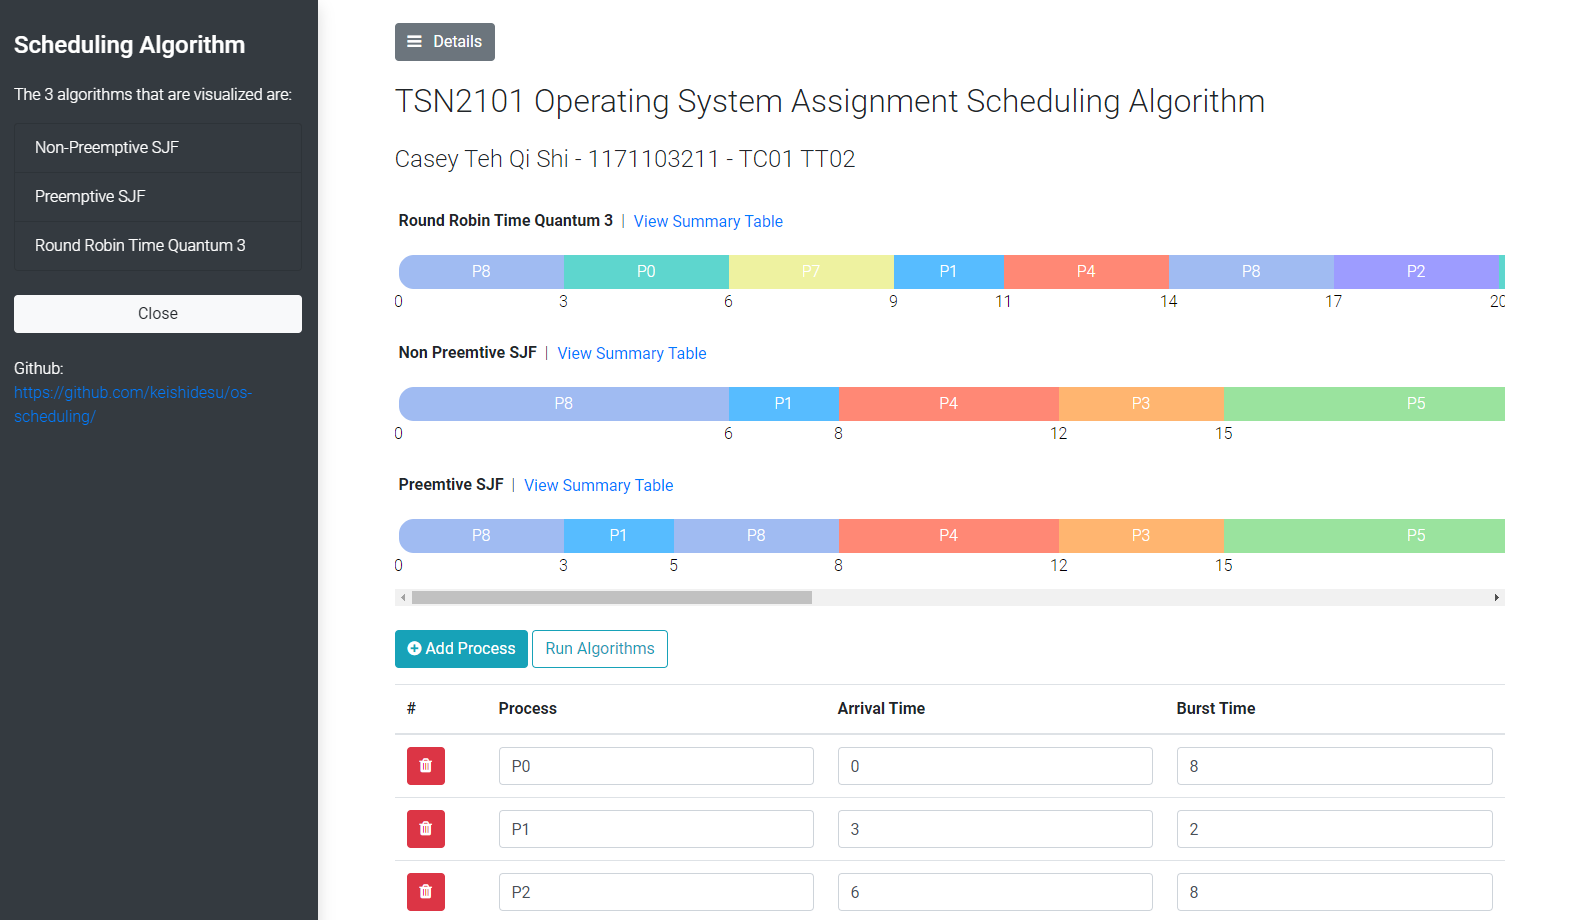 Scheduling Algorithm
The 3 algorithms that are visualized are:
Non-Preemptive SJF
Preemptive SJF
Round Robin Time Quantum 3
Close
Github:
https://github.com/keishidesu/os-
scheduling/
Details
TSN2101 Operating System Assignment Scheduling Algorithm
Casey Teh Qi Shi - 1171103211 - TC01 TT02
Round Robin Time Quantum 3 | View Summary Table
P8 P0 P7 P1 P4 P8 P2
0 3 6 9 11 14 17 20
Non Preemtive SJF | View Summary Table
P8 P1 P4 P3 P5
0 6 8 12 15
Preemtive SJF | View Summary Table
P8 P1 P8 P4 P3 P5
0 3 5 8 12 15
Add Process Run Algorithms
# Process Arrival Time Burst Time
P0 0 8
P1 3 2
P2 6 8